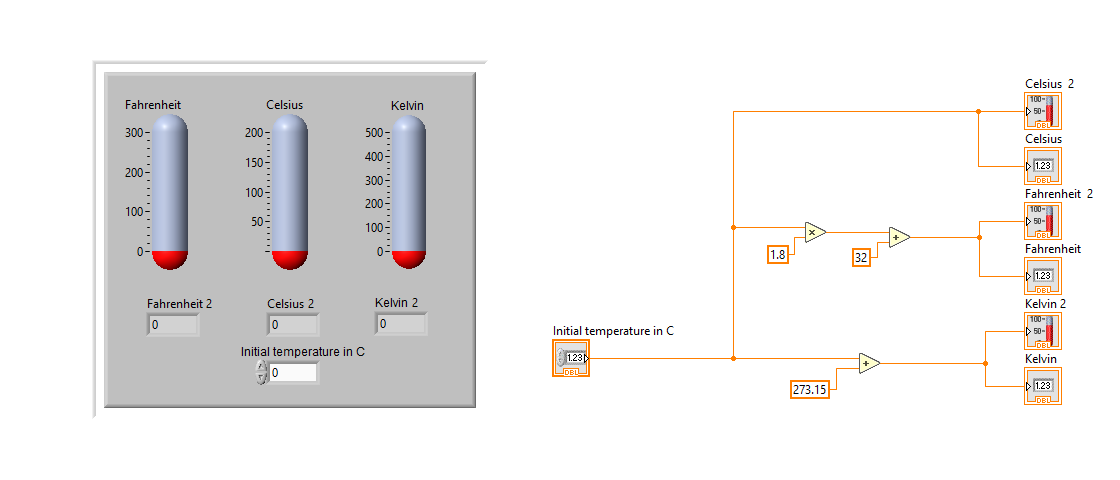 Fahrenheit
300
200
100
0
Celsius
200
150
100
50
Kelvin
500
400
300
200
100
0
Fahrenheit 2
0
Celsius 2
0
Kelvin 2
0
Initial temperature in C
0
Initial temperature in C
1.23
DBL
×
1.8
+
32
+
273.15
Celsius 2
100
50
DBL
Celsius
1.23
DBL
Fahrenheit 2
100
50
DBL
Fahrenheit
1.23
DBL
Kelvin 2
100
50
DBL
Kelvin
1.23
DBL